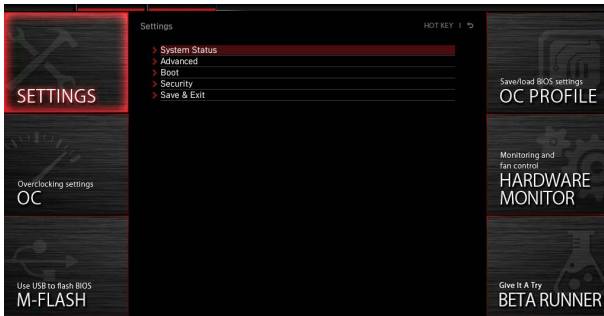 Settings
HOT KEY
System Status
Advanced
Boot
Security
Save & Exit
SETTINGS
Overclocking settings
OC
Use USB to flash BIOS
M-FLASH
Save/load BIOS settings
OC PROFILE
Monitoring and
fan control
HARDWARE
MONITOR
Give It A Try
BETA RUNNER